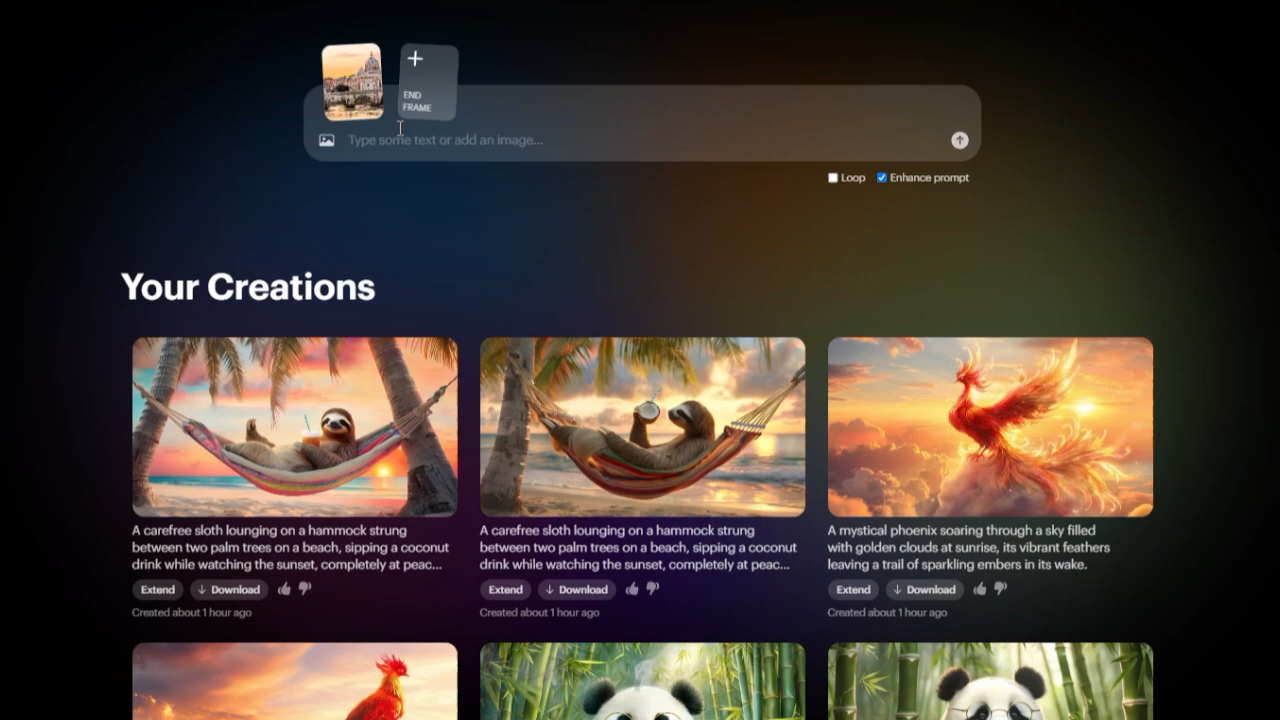 END
FRAME
Type some text or add an image...
Loop
Enhance prompt
Your Creations
A carefree sloth lounging on a hammock strung
between two palm trees on a beach, sipping a coconut
drink while watching the sunset, completely at peac...
Extend
Download
Created about 1 hour ago
A carefree sloth lounging on a hammock strung
between two palm trees on a beach, sipping a coconut
drink while watching the sunset, completely at peac...
Extend
Download
Created about 1 hour ago
A mystical phoenix soaring through a sky filled
with golden clouds at sunrise, its vibrant feathers
leaving a trail of sparkling embers in its wake.
Extend
Download
Created about 1 hour ago